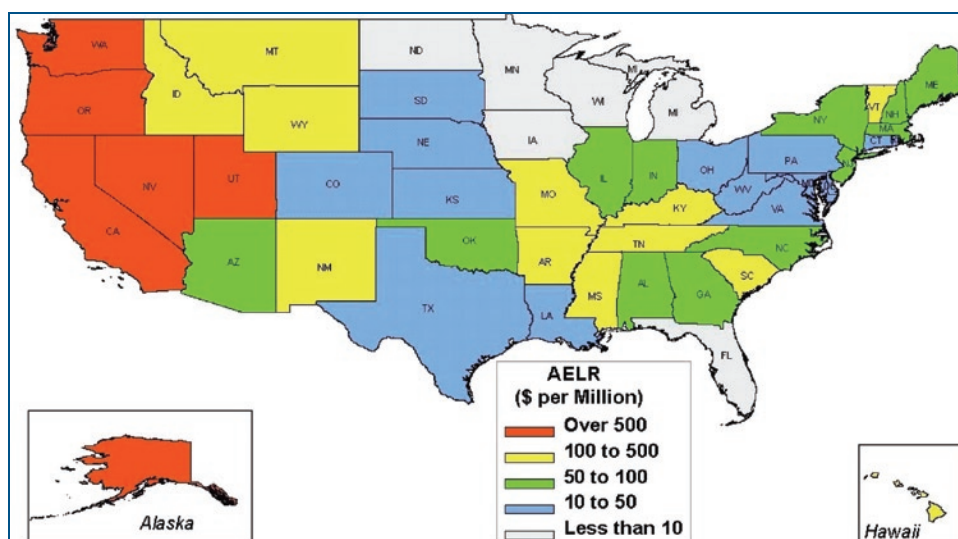 WA
MT
ND
MN
ME
OR
ID
WY
SD
WI
MI
MI
VT
NH
NY
MA
CT
NV
UT
CO
NE
IA
IL
IN
OH
PA
NJ
CA
KS
MO
KY
WV
VA
AZ
NM
OK
AR
TN
NC
SC
TX
LA
MS
AL
GA
FL
AELR
($ per Million)
Over 500
100 to 500
50 to 100
10 to 50
Less than 10
Alaska
Hawaii